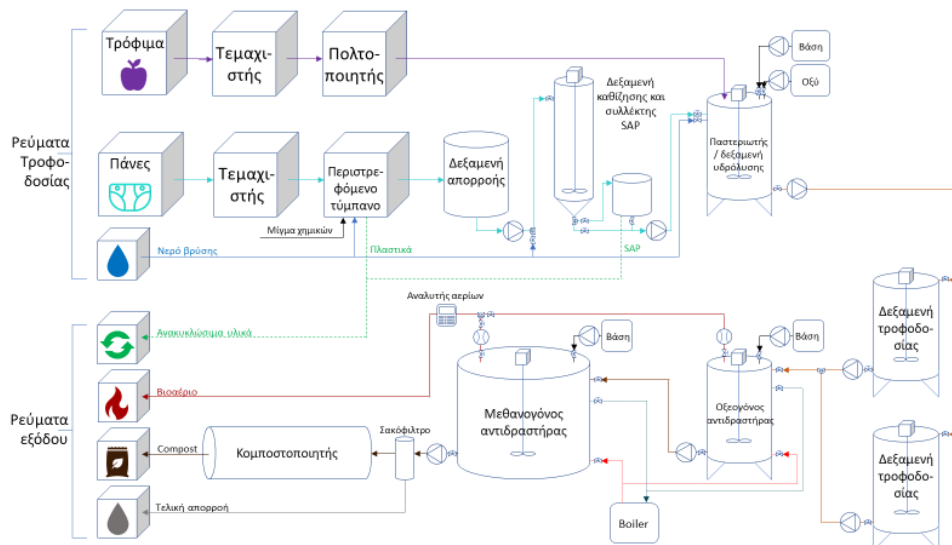 Ρεύματα
Τροφο-
δοσίας
Τρόφιμα
Τεμαχι-
στής
Πολτο-
ποιητής
Πάνες
Τεμαχι-
στής
Περιστρε-
φόμενο
τύμπανο
Μίγμα χημικών
Δεξαμενή
απορροής
Δεξαμενή
καθίζησης και
συλλέκτης
SAP
Βάση
Οξύ
Παστεριωτής
/ δεξαμενή
υδρόλυσης
Νερό βρύσης
Πλαστικά
SAP
Ρεύματα
εξόδου
Ανακυκλώσιμα υλικά
Βιοαέριο
Compost
Τελική απορροή
Κομποστοποιητής
Σακόφιλτρο
Αναλυτής αερίων
Βάση
Μεθανογόνος
αντιδραστήρας
Βάση
Οξεογόνος
αντιδραστήρας
Boiler
Δεξαμενή
τροφοδο-
σίας
Δεξαμενή
τροφοδο-
σίας